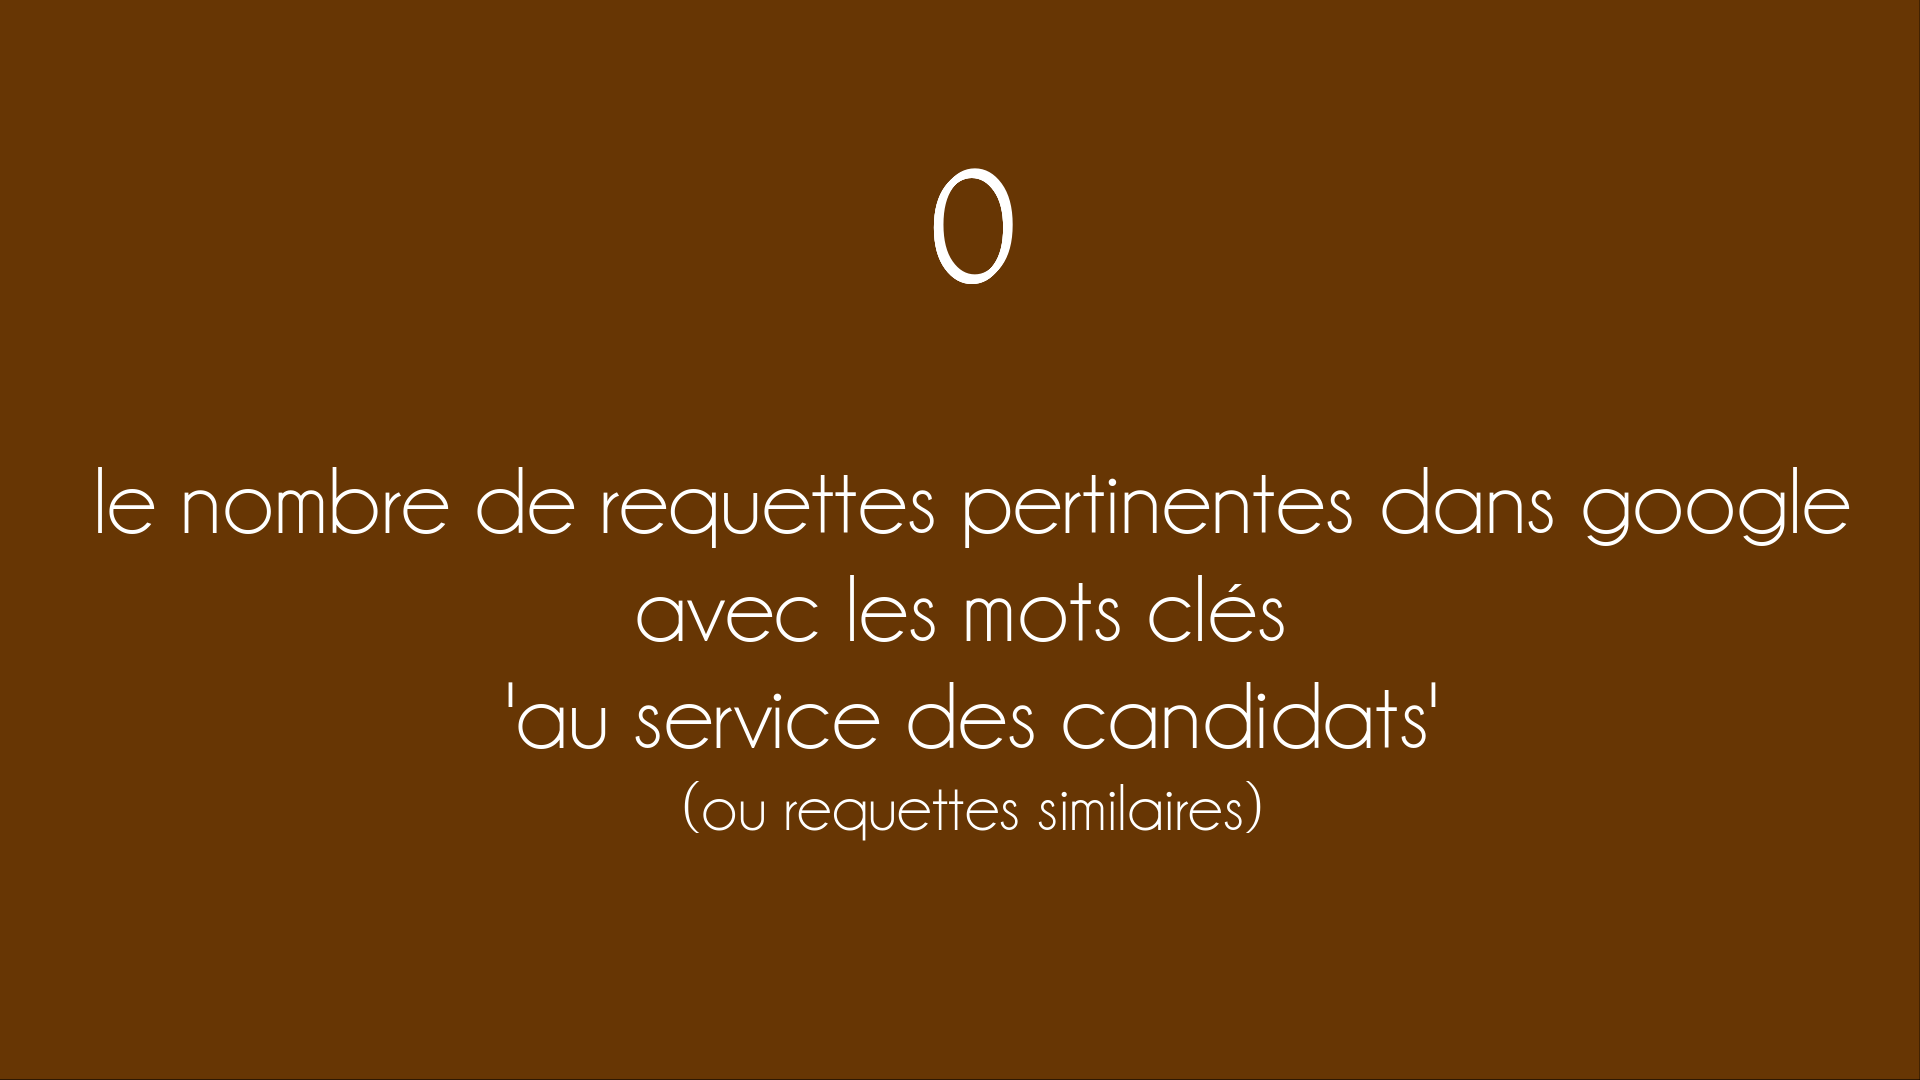 0
le nombre de requettes pertinentes dans google
avec les mots clés
'au service des candidats'
(ou requettes similaires)